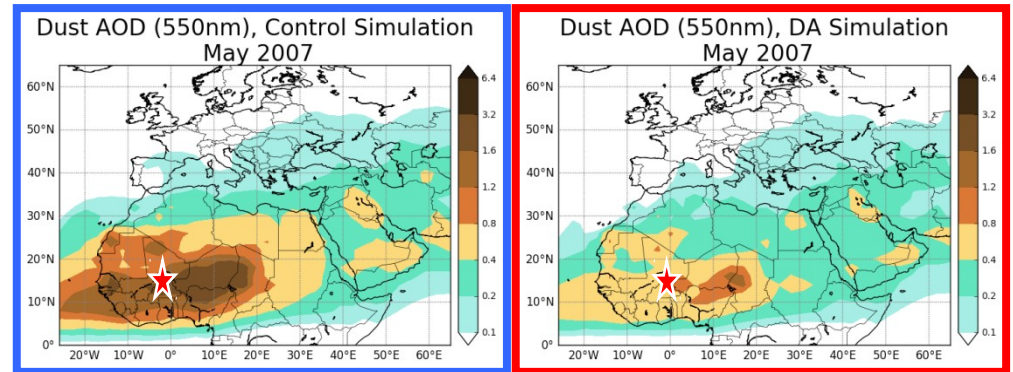 Dust AOD (550nm), Control Simulation
May 2007
60°N
50°N
40°N
30°N
20°N
10°N
0°
20°W 10°W 0° 10°E 20°E 30°E 40°E 50°E 60°E
6.4
3.2
1.6
1.2
0.8
0.4
0.2
0.1
Dust AOD (550nm), DA Simulation
May 2007
60°N
50°N
40°N
30°N
20°N
10°N
0°
20°W 10°W 0° 10°E 20°E 30°E 40°E 50°E 60°E
6.4
3.2
1.6
1.2
0.8
0.4
0.2
0.1